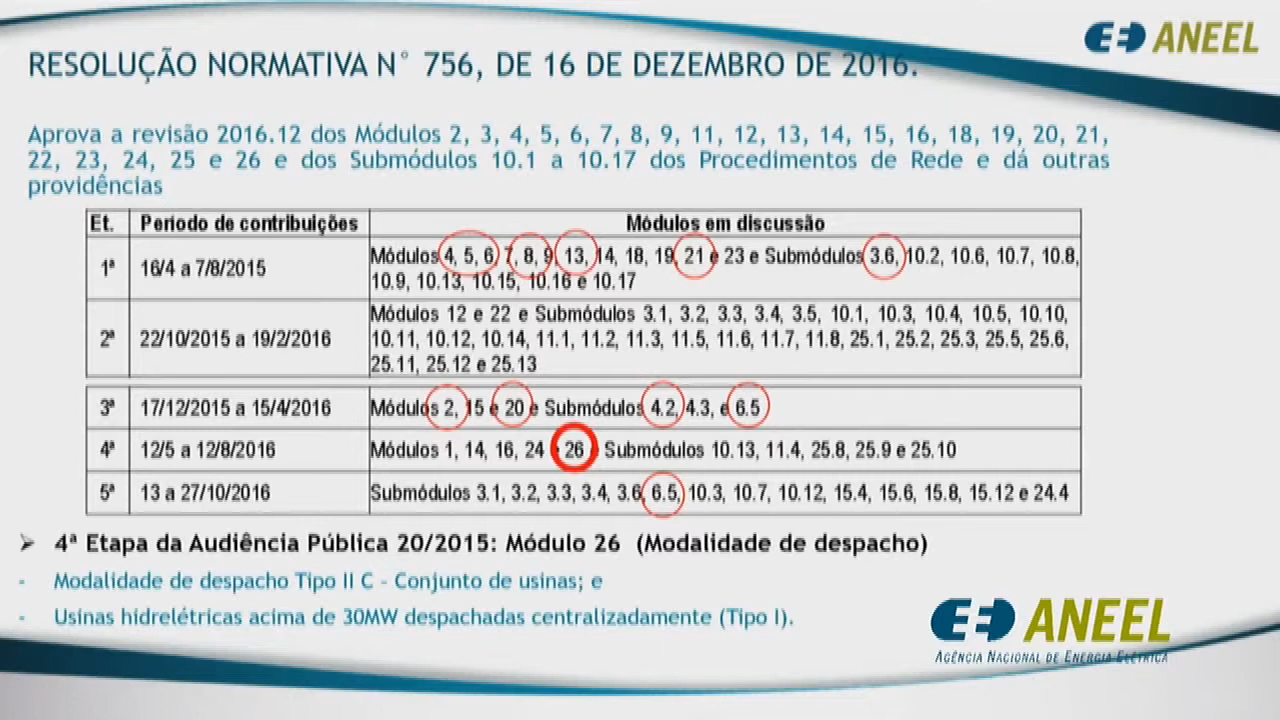 ANEEL
RESOLUÇÃO NORMATIVA N° 756, DE 16 DE DEZEMBRO DE 2016.
Aprova a revisão 2016.12 dos Módulos 2, 3, 4, 5, 6, 7, 8, 9, 11, 12, 13, 14, 15, 16, 18, 19, 20, 21,
22, 23, 24, 25 e 26 e dos Submódulos 10.1 a 10.17 dos Procedimentos de Rede e dá outras
providências
Et. Período de contribuições Módulos em discussão
1ª 16/4 a 7/8/2015 Módulos 4, 5, 6, 7, 8, 9, 13, 14, 18, 19, 21 e 23 e Submódulos 3.6, 10.2, 10.6, 10.7, 10.8,
10.9, 10.13, 10.15, 10.16 e 10.17
2ª 22/10/2015 a 19/2/2016 Módulos 12 e 22 e Submódulos 3.1, 3.2, 3.3, 3.4, 3.5, 10.1, 10.3, 10.4, 10.5, 10.10,
10.11, 10.12, 10.14, 11.1, 11.2, 11.3, 11.5, 11.6, 11.7, 11.8, 25.1, 25.2, 25.3, 25.5, 25.6,
25.11, 25.12 e 25.13
3ª 17/12/2015 a 15/4/2016 Módulos 2, 15 e 20 e Submódulos 4.2, 4.3, e 6.5
4ª 12/5 a 12/8/2016 Módulos 1, 14, 16, 24 e 26 e Submódulos 10.13, 11.4, 25.8, 25.9 e 25.10
5ª 13 a 27/10/2016 Submódulos 3.1, 3.2, 3.3, 3.4, 3.6, 6.5, 10.3, 10.7, 10.12, 15.4, 15.6, 15.8, 15.12 e 24.4
➢ 4ª Etapa da Audiência Pública 20/2015: Módulo 26 (Modalidade de despacho)
- Modalidade de despacho Tipo II C - Conjunto de usinas; e
- Usinas hidrelétricas acima de 30MW despachadas centralizadamente (Tipo I).
ANEEL
AGÊNCIA NACIONAL DE ENERGIA ELÉTRICA